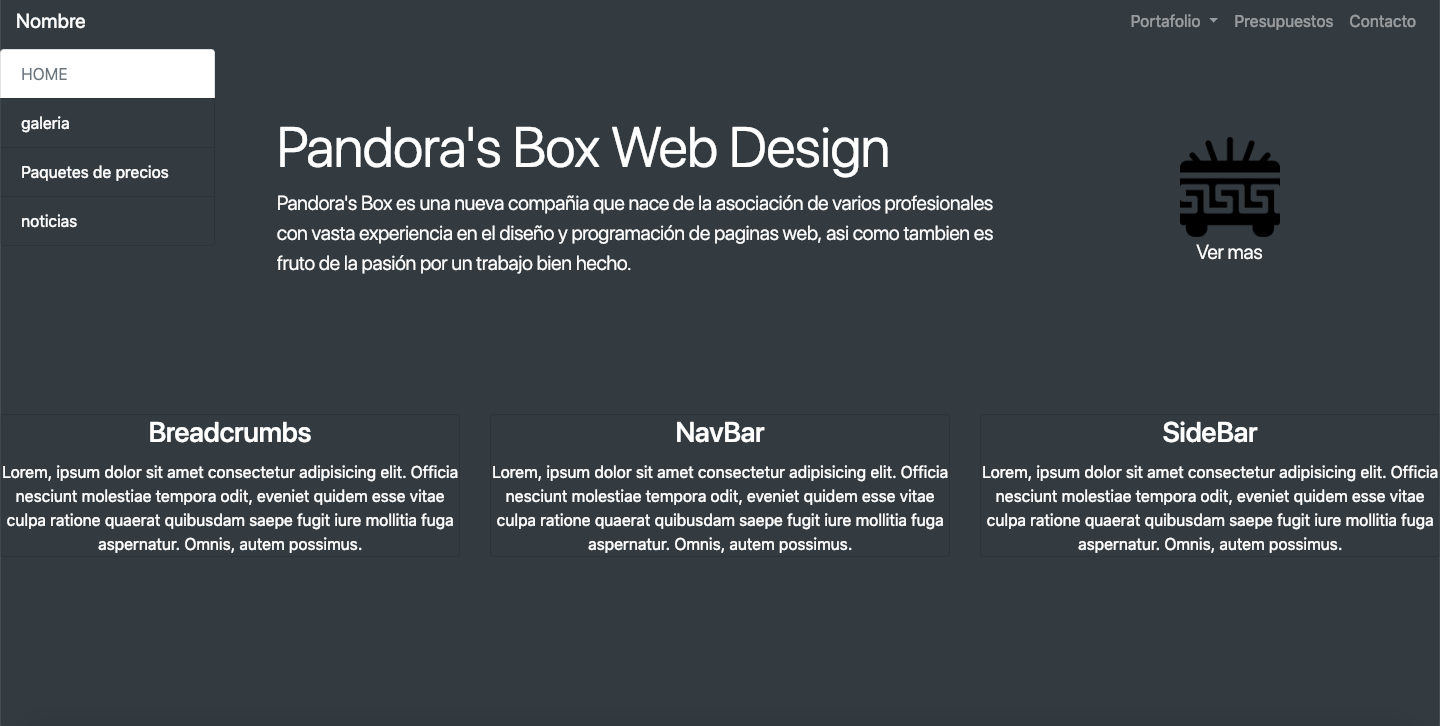 Nombre
Portafolio
Presupuestos
Contacto
HOME
galeria
Paquetes de precios
noticias
Pandora's Box Web Design
Pandora's Box es una nueva compañia que nace de la asociación de varios profesionales
con vasta experiencia en el diseño y programación de paginas web, asi como tambien es
fruto de la pasión por un trabajo bien hecho.
Ver mas
Breadcrumbs
Lorem, ipsum dolor sit amet consectetur adipisicing elit. Officia
nesciunt molestiae tempora odit, eveniet quidem esse vitae
culpa ratione quaerat quibusdam saepe fugit iure mollitia fuga
aspernatur. Omnis, autem possimus.
NavBar
Lorem, ipsum dolor sit amet consectetur adipisicing elit. Officia
nesciunt molestiae tempora odit, eveniet quidem esse vitae
culpa ratione quaerat quibusdam saepe fugit iure mollitia fuga
aspernatur. Omnis, autem possimus.
SideBar
Lorem, ipsum dolor sit amet consectetur adipisicing elit. Officia
nesciunt molestiae tempora odit, eveniet quidem esse vitae
culpa ratione quaerat quibusdam saepe fugit iure mollitia fuga
aspernatur. Omnis, autem possimus.